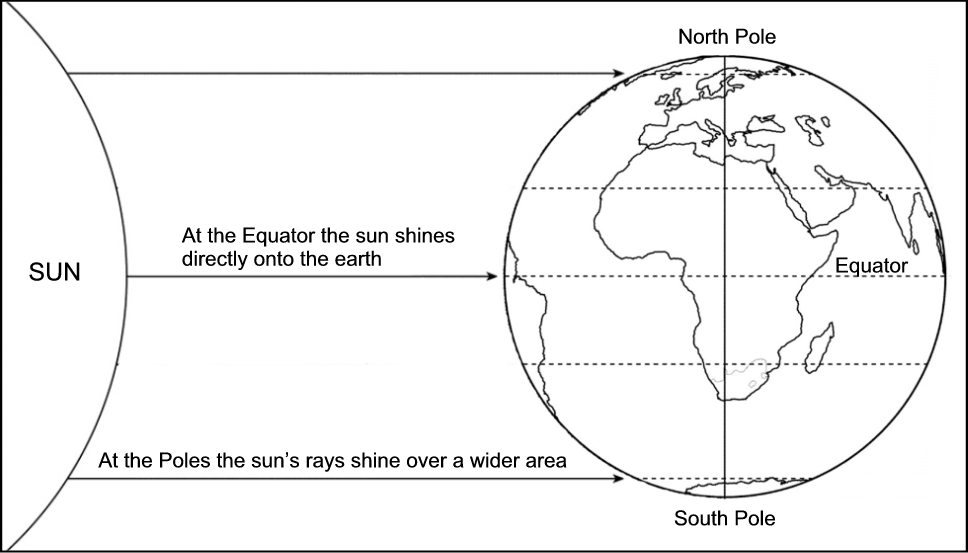 North Pole
At the Equator the sun shines
directly onto the earth
SUN
Equator
At the Poles the sun's rays shine over a wider area
South Pole